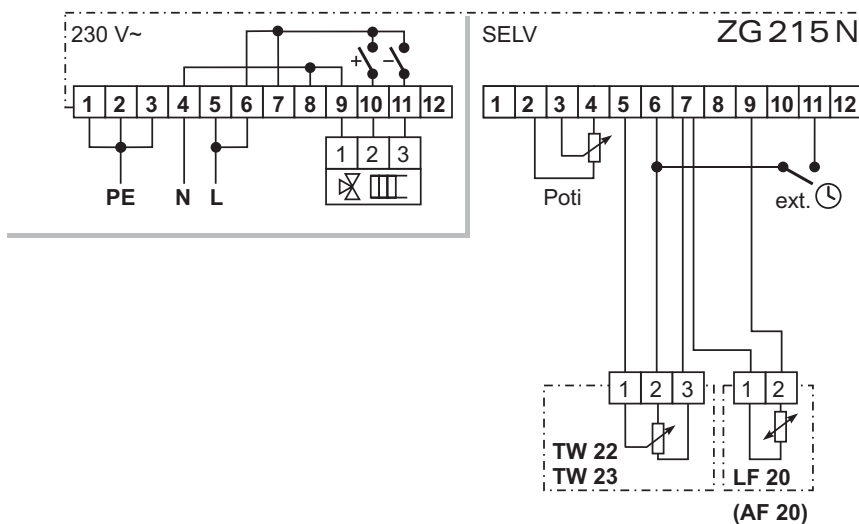 230 V~
SELV
ZG 215 N
+
–
1 2 3 4 5 6 7 8 9 10 11 12
1 2 3 4 5 6 7 8 9 10 11 12
1 2 3
PE N L
Poti
ext.
1 2 3
1 2
TW 22
TW 23
LF 20
(AF 20)